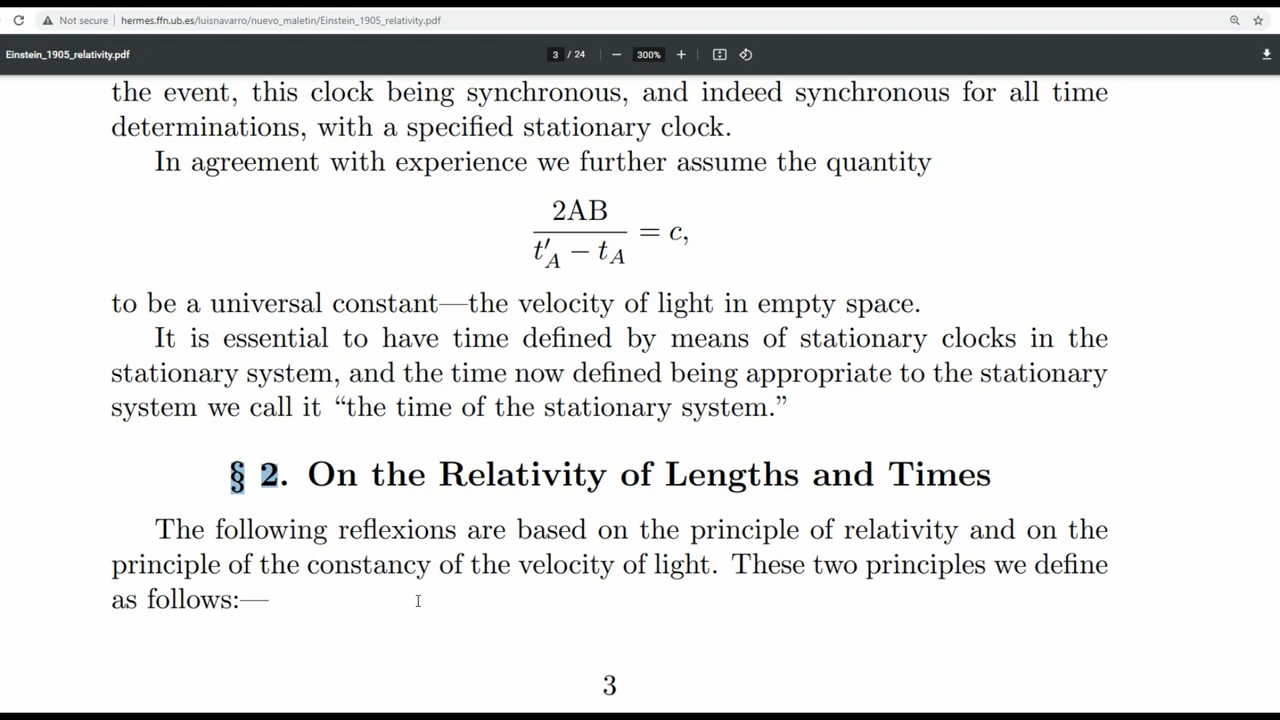 Not secure | hermes.ffn.ub.es/luisnavarro/nuevo_maletin/Einstein_1905_relativity.pdf
Einstein_1905_relativity.pdf 3 / 24 − 300% +
the event, this clock being synchronous, and indeed synchronous for all time
determinations, with a specified stationary clock.
In agreement with experience we further assume the quantity
2AB
t′A − tA
= c,
to be a universal constant—the velocity of light in empty space.
It is essential to have time defined by means of stationary clocks in the
stationary system, and the time now defined being appropriate to the stationary
system we call it “the time of the stationary system.”
§ 2. On the Relativity of Lengths and Times
The following reflexions are based on the principle of relativity and on the
principle of the constancy of the velocity of light. These two principles we define
as follows:—
3